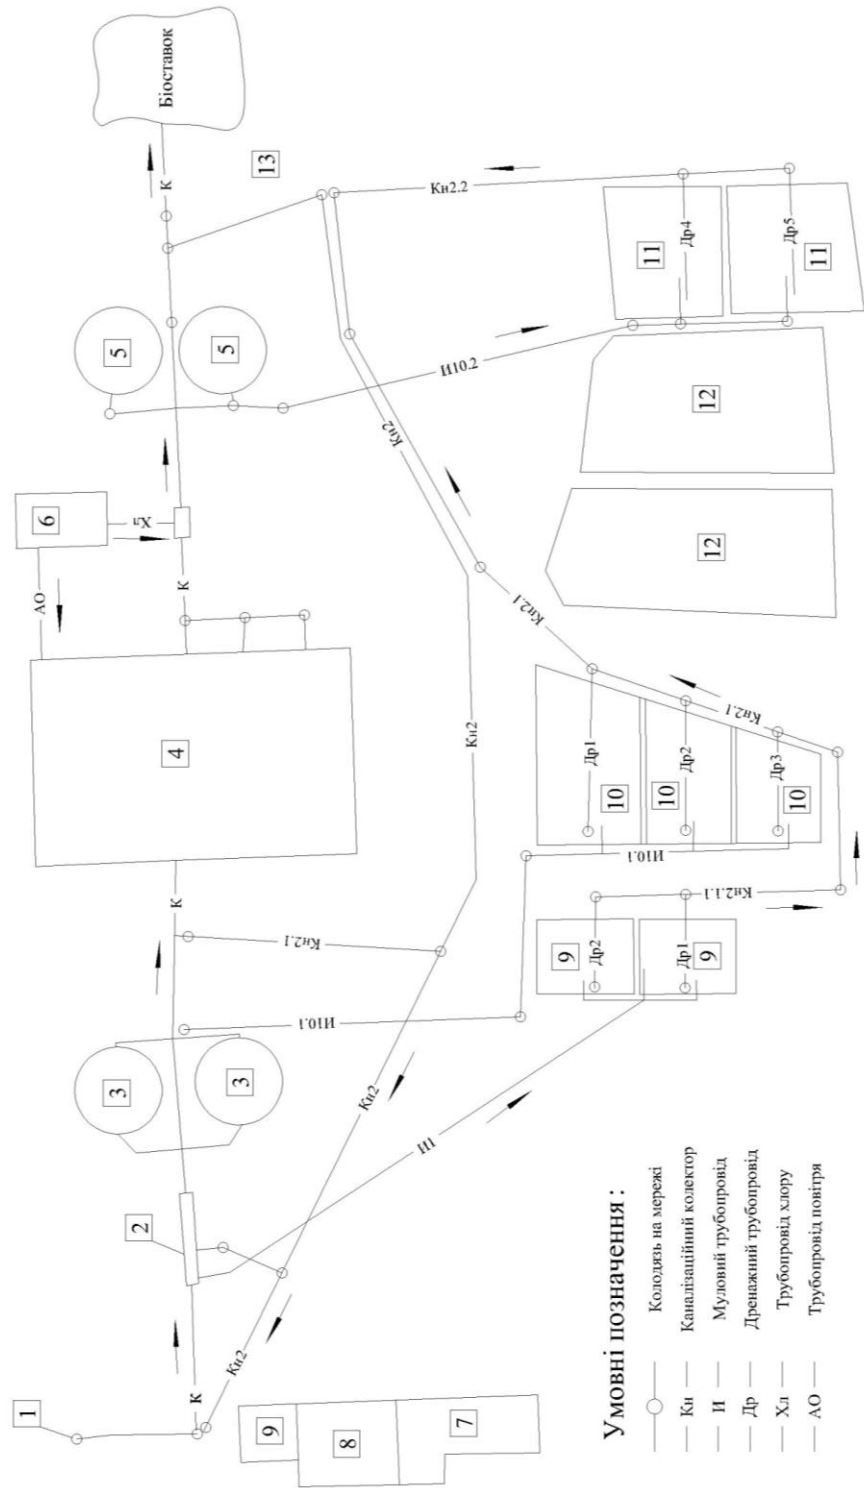 1
АО
6
5
3
2
Хл
К
К
К
К
Біоставок
4
5
3
Кн2
9
13
Кн2.1
И10.1
8
Кн2
Кн2
И1
Кн2
Кн2.2
И10.2
7
Кн2.1
9
Др2
Др1
9
И10.1
Кн2.1.1
10
Др1
10
Др2
10
Др3
Кн2.1
12
12
11
Др4
Др5
11
Умовні позначення :
Колодязь на мережі
Кн Каналізаційний колектор
И Муловий трубопровід
Др Дренажний трубопровід
Хл Трубопровід хлору
АО Трубопровід повітря